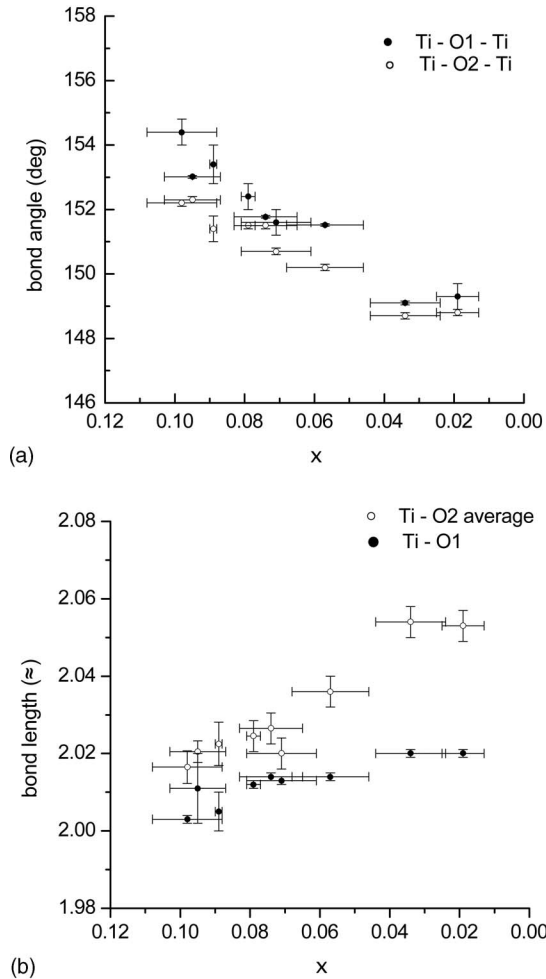 158
Ti - O1 - Ti
156
Ti - O2 - Ti
154
152
150
148
146
bond angle (deg)
0.12 0.10 0.08 0.06 0.04 0.02 0.00
(a)
x
2.08
Ti - O2 average
Ti - O1
2.06
2.04
2.02
2.00
1.98
bond length (≈)
0.12 0.10 0.08 0.06 0.04 0.02 0.00
(b)
x